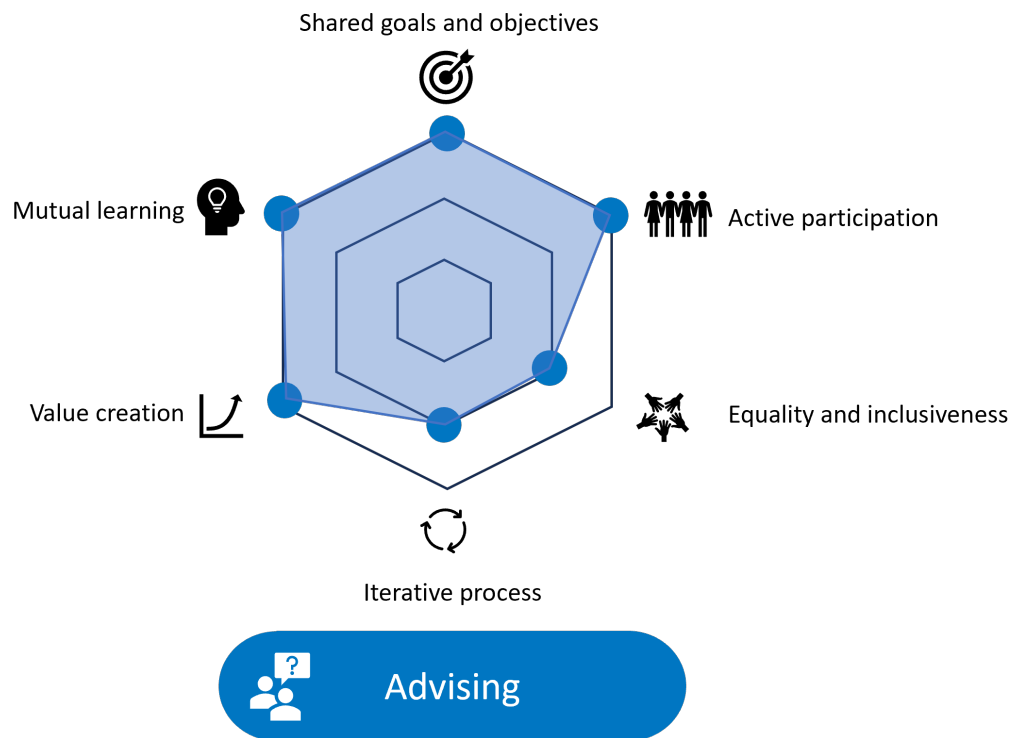 Shared goals and objectives
Mutual learning
Active participation
Value creation
Equality and inclusiveness
Iterative process
?
Advising